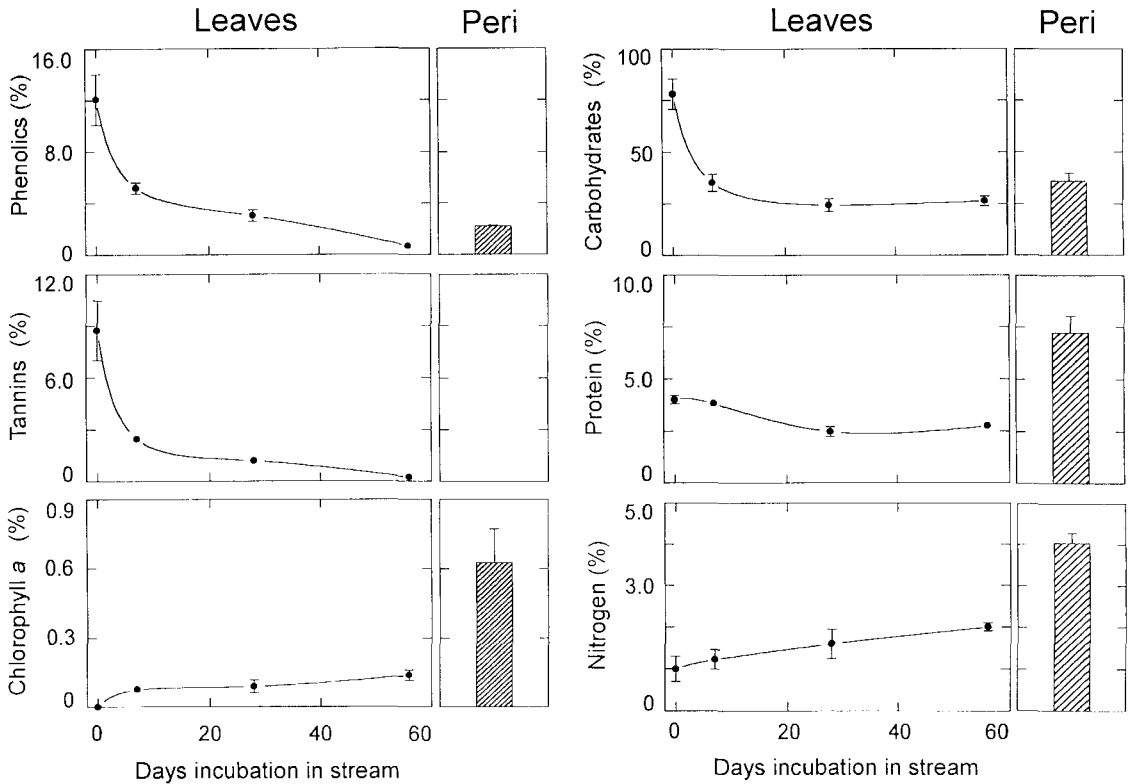 Leaves
Peri
Leaves
Peri
Phenolics (%)
16.0
8.0
0
Carbohydrates (%)
100
50
0
Tannins (%)
12.0
6.0
0
Protein (%)
10.0
5.0
0
Chlorophyll a (%)
0.9
0.6
0.3
0
Nitrogen (%)
5.0
3.0
0
0
20
40
60
0
20
40
60
Days incubation in stream
Days incubation in stream